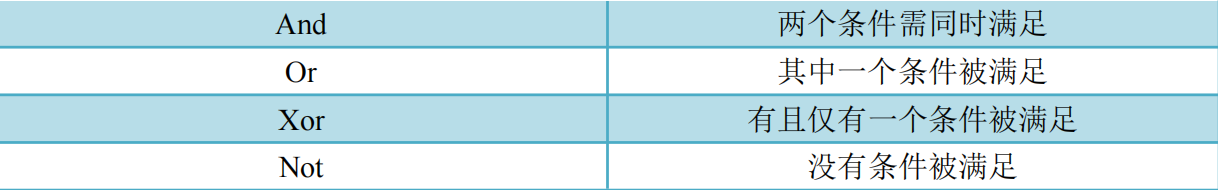 And 两个条件需同时满足
Or 其中一个条件被满足
Xor 有且仅有一个条件被满足
Not 没有条件被满足